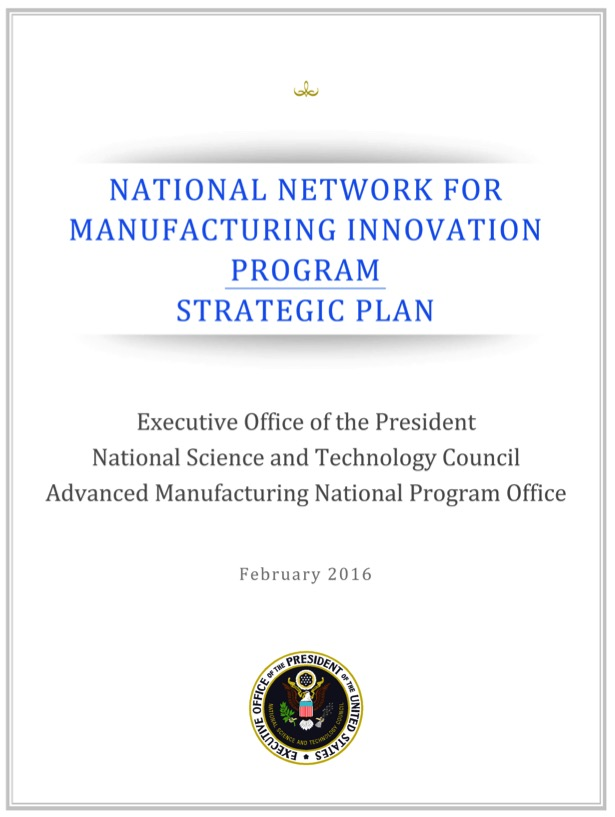 NATIONAL NETWORK FOR
MANUFACTURING INNOVATION
PROGRAM
STRATEGIC PLAN
Executive Office of the President
National Science and Technology Council
Advanced Manufacturing National Program Office
February 2016
EXECUTIVE OFFICE OF THE PRESIDENT OF THE UNITED STATES
NATIONAL SCIENCE AND TECHNOLOGY COUNCIL